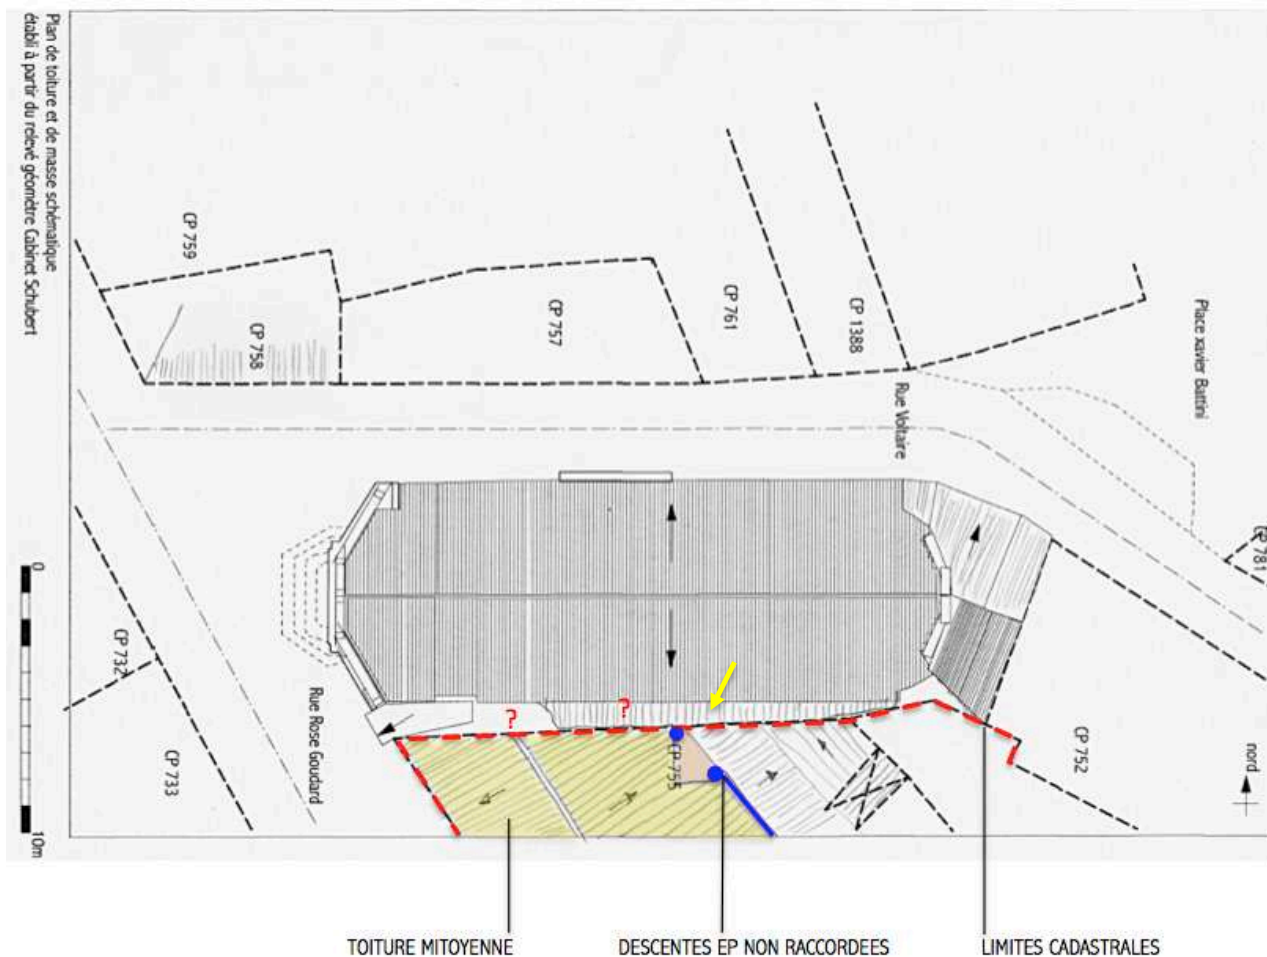 Plan de toiture et de masse schématique
établi à partir du relevé géomètre Cabinet Schubert
CP 759
CP 758
CP 757
CP 761
CP 1388
Place xavier Battini
Rue Voltaire
CP 781
0
10m
CP 732
CP 733
Rue Rose Goudard
?
?
CP 755
CP 752
nord
TOITURE MITOYENNE
DESCENTES EP NON RACCORDEES
LIMITES CADASTRALES